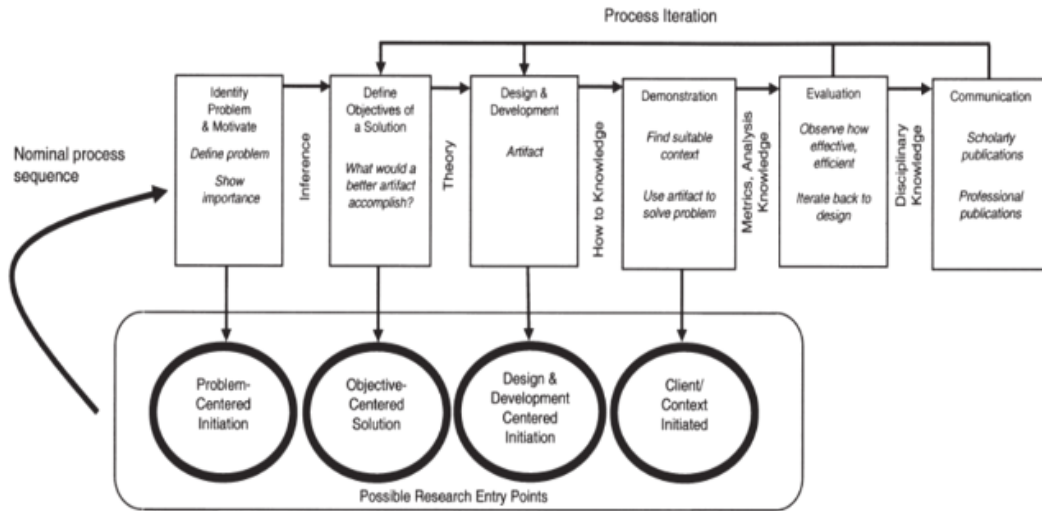 Process Iteration
Nominal process
sequence
Identify
Problem
& Motivate
Define problem
Show
importance
Inference
Define
Objectives of
a Solution
What would a
better artifact
accomplish?
Theory
Design &
Development
Artifact
How to Knowledge
Demonstration
Find suitable
context
Use artifact to
solve problem
Metrics, Analysis
Knowledge
Evaluation
Observe how
effective,
efficient
Iterate back to
design
Disciplinary
Knowledge
Communication
Scholarly
publications
Professional
publications
Problem-
Centered
Initiation
Objective-
Centered
Solution
Design &
Development
Centered
Initiation
Client/
Context
Initiated
Possible Research Entry Points